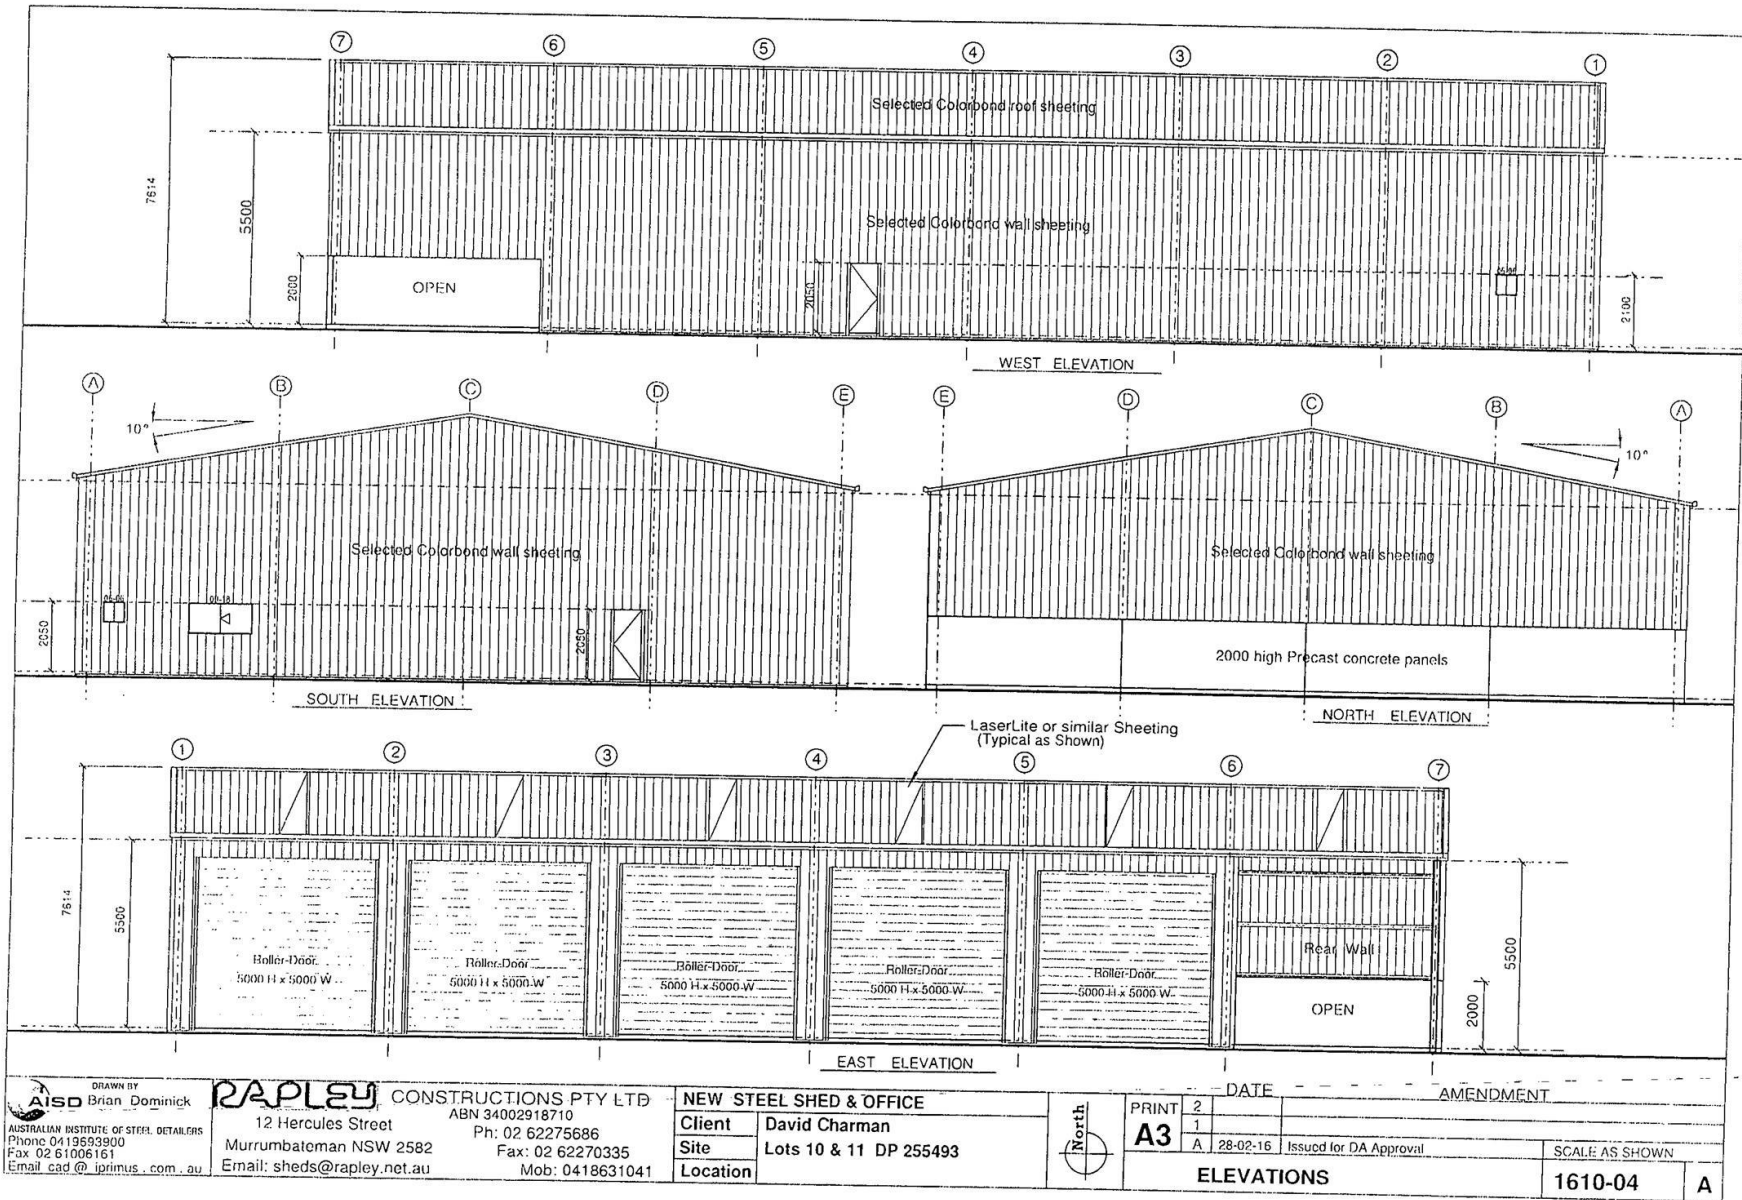 7 6 5 4 3 2 1
Selected Colorbond roof sheeting
7614
5500
Selected Colorbond wall sheeting
2000
OPEN
2050
06-06
2100
WEST ELEVATION
A B C D E
10°
Selected Colorbond wall sheeting
06-06
09-18
2050
2050
SOUTH ELEVATION
E D C B A
10°
Selected Colorbond wall sheeting
2000 high Precast concrete panels
NORTH ELEVATION
LaserLite or similar Sheeting
(Typical as Shown)
1 2 3 4 5 6 7
7614
5500
Roller-Door
5000 H x 5000 W
Roller-Door
5000 H x 5000 W
Roller-Door
5000 H x 5000 W
Roller-Door
5000 H x 5000 W
Roller-Door
5000 H x 5000 W
Rear Wall
OPEN
2000
5500
EAST ELEVATION
DRAWN BY
AISD Brian Dominick
AUSTRALIAN INSTITUTE OF STEEL DETAILERS
Phone 0419693900
Fax 02 61006161
Email cad @ iprimus . com . au
RAPLEY CONSTRUCTIONS PTY LTD
ABN 34002918710
12 Hercules Street
Murrumbateman NSW 2582
Email: sheds@rapley.net.au
Ph: 02 62275686
Fax: 02 62270335
Mob: 0418631041
NEW STEEL SHED & OFFICE
Client David Charman
Site Lots 10 & 11 DP 255493
Location
North
PRINT
A3
DATE AMENDMENT
2
1
A 28-02-16 Issued for DA Approval
SCALE AS SHOWN
ELEVATIONS
1610-04 A